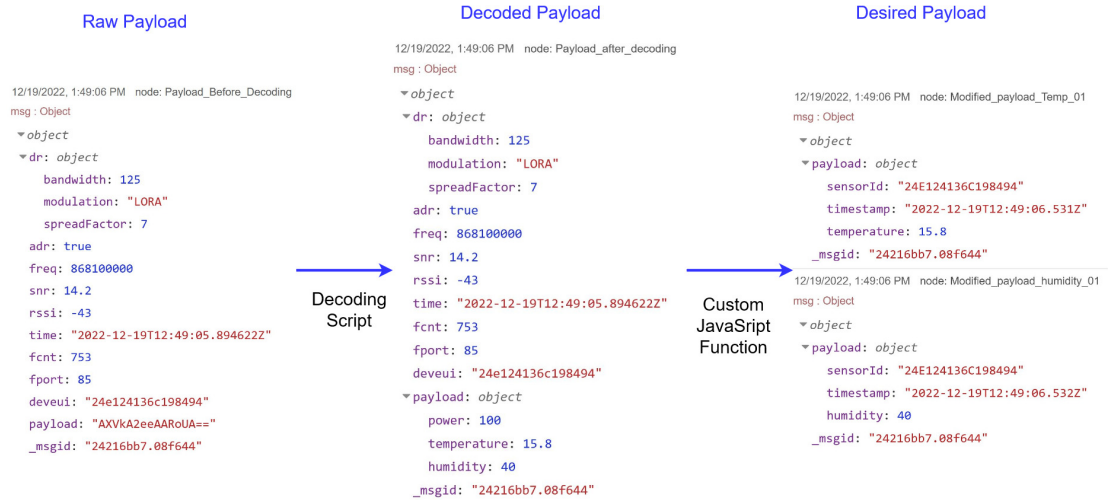 Raw Payload
12/19/2022, 1:49:06 PM node: Payload_Before_Decoding
msg : Object
object
dr: object
bandwidth: 125
modulation: "LORA"
spreadFactor: 7
adr: true
freq: 868100000
snr: 14.2
rssi: -43
time: "2022-12-19T12:49:05.894622Z"
fcnt: 753
fport: 85
deveui: "24e124136c198494"
payload: "AXVkA2eeAARoUA=="
_msgid: "24216bb7.08f644"
Decoding
Script
Decoded Payload
12/19/2022, 1:49:06 PM node: Payload_after_decoding
msg : Object
object
dr: object
bandwidth: 125
modulation: "LORA"
spreadFactor: 7
adr: true
freq: 868100000
snr: 14.2
rssi: -43
time: "2022-12-19T12:49:05.894622Z"
fcnt: 753
fport: 85
deveui: "24e124136c198494"
payload: object
power: 100
temperature: 15.8
humidity: 40
_msgid: "24216bb7.08f644"
Custom
JavaSript
Function
Desired Payload
12/19/2022, 1:49:06 PM node: Modified_payload_Temp_01
msg : Object
object
payload: object
sensorId: "24E124136C198494"
timestamp: "2022-12-19T12:49:06.531Z"
temperature: 15.8
_msgid: "24216bb7.08f644"
12/19/2022, 1:49:06 PM node: Modified_payload_humidity_01
msg : Object
object
payload: object
sensorId: "24E124136C198494"
timestamp: "2022-12-19T12:49:06.532Z"
humidity: 40
_msgid: "24216bb7.08f644"